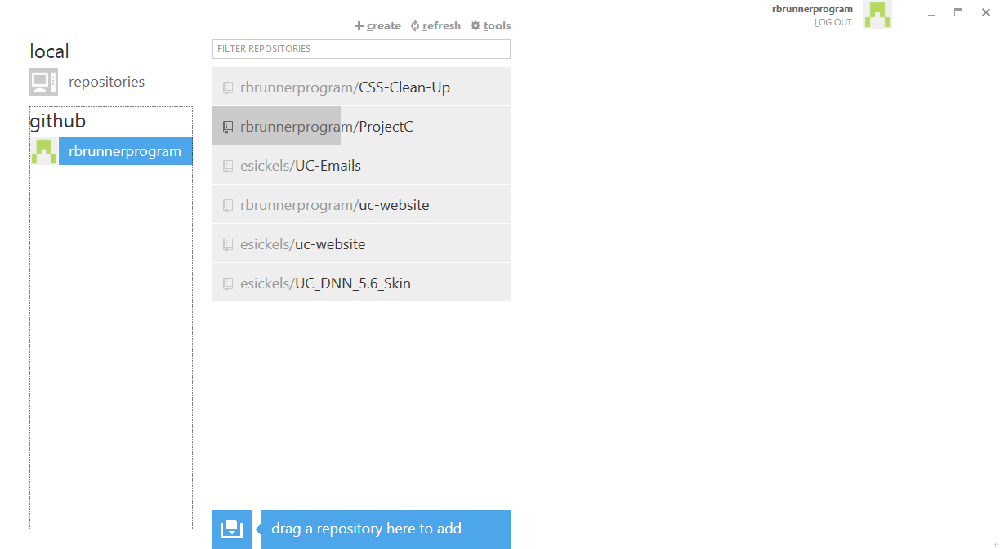 rbrunnerprogram
LOG OUT
create refresh tools
local
FILTER REPOSITORIES
repositories
github
rbrunnerprogram
rbrunnerprogram/CSS-Clean-Up
rbrunnerprogram/ProjectC
esickels/UC-Emails
rbrunnerprogram/uc-website
esickels/uc-website
esickels/UC_DNN_5.6_Skin
drag a repository here to add